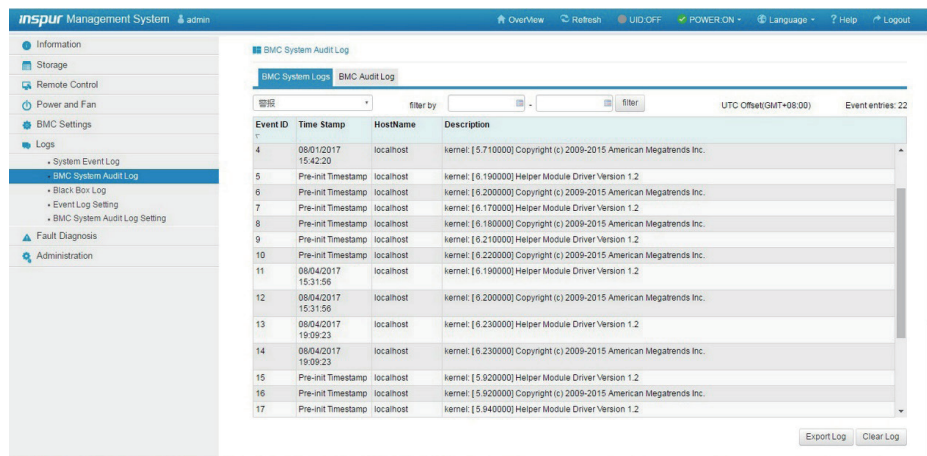 inspur Management System admin OverView Refresh UID:OFF POWER:ON Language Help Logout
Information
Storage
Remote Control
Power and Fan
BMC Settings
Logs
System Event Log
BMC System Audit Log
Black Box Log
Event Log Setting
BMC System Audit Log Setting
Fault Diagnosis
Administration
BMC System Audit Log
BMC System Logs BMC Audit Log
警报 filter by - filter UTC Offset(GMT+08:00) Event entries: 22
Event ID Time Stamp HostName Description
4 08/01/2017 15:42:20 localhost kernel: [ 5.710000] Copyright (c) 2009-2015 American Megatrends Inc.
5 Pre-init Timestamp localhost kernel: [ 6.190000] Helper Module Driver Version 1.2
6 Pre-init Timestamp localhost kernel: [ 6.200000] Copyright (c) 2009-2015 American Megatrends Inc.
7 Pre-init Timestamp localhost kernel: [ 6.170000] Helper Module Driver Version 1.2
8 Pre-init Timestamp localhost kernel: [ 6.180000] Copyright (c) 2009-2015 American Megatrends Inc.
9 Pre-init Timestamp localhost kernel: [ 6.210000] Helper Module Driver Version 1.2
10 Pre-init Timestamp localhost kernel: [ 6.220000] Copyright (c) 2009-2015 American Megatrends Inc.
11 08/04/2017 15:31:56 localhost kernel: [ 6.190000] Helper Module Driver Version 1.2
12 08/04/2017 15:31:56 localhost kernel: [ 6.200000] Copyright (c) 2009-2015 American Megatrends Inc.
13 08/04/2017 19:09:23 localhost kernel: [ 6.230000] Helper Module Driver Version 1.2
14 08/04/2017 19:09:23 localhost kernel: [ 6.230000] Copyright (c) 2009-2015 American Megatrends Inc.
15 Pre-init Timestamp localhost kernel: [ 5.920000] Helper Module Driver Version 1.2
16 Pre-init Timestamp localhost kernel: [ 5.920000] Copyright (c) 2009-2015 American Megatrends Inc.
17 Pre-init Timestamp localhost kernel: [ 5.940000] Helper Module Driver Version 1.2
Export Log Clear Log